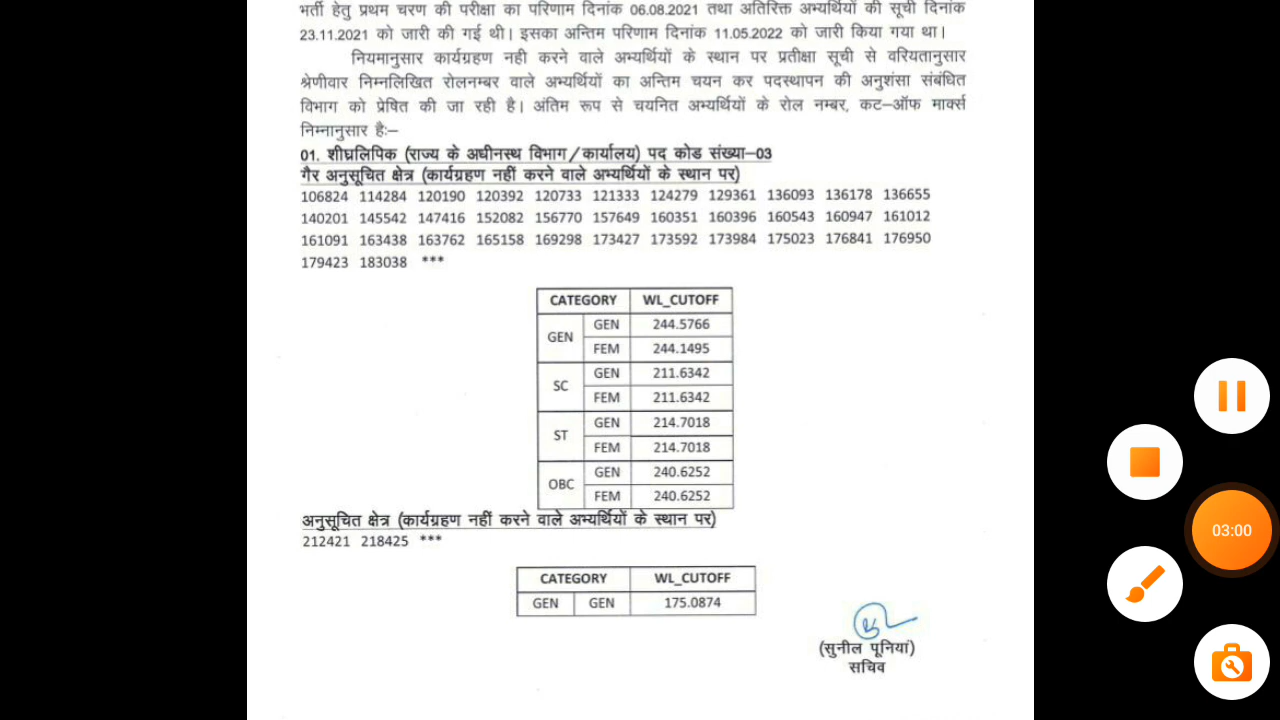 भर्ती हेतु प्रथम चरण की परीक्षा का परिणाम दिनांक 06.08.2021 तथा अतिरिक्त अभ्यर्थियों की सूची दिनांक
23.11.2021 को जारी की गई थी। इसका अन्तिम परिणाम दिनांक 11.05.2022 को जारी किया गया था।
नियमानुसार कार्यग्रहण नही करने वाले अभ्यर्थियों के स्थान पर प्रतीक्षा सूची से वरियतानुसार
श्रेणीवार निम्नलिखित रोलनम्बर वाले अभ्यर्थियों का अन्तिम चयन कर पदस्थापन की अनुशंसा संबंधित
विभाग को प्रेषित की जा रही है। अंतिम रूप से चयनित अभ्यर्थियों के रोल नम्बर, कट–ऑफ मार्क्स
निम्नानुसार हैः–
01. शीघ्रलिपिक (राज्य के अधीनस्थ विभाग/कार्यालय) पद कोड संख्या–03
गैर अनुसूचित क्षेत्र (कार्यग्रहण नहीं करने वाले अभ्यर्थियों के स्थान पर)
106824 114284 120190 120392 120733 121333 124279 129361 136093 136178 136655
140201 145542 147416 152082 156770 157649 160351 160396 160543 160947 161012
161091 163438 163762 165158 169298 173427 173592 173984 175023 176841 176950
179423 183038 ***
CATEGORY WL_CUTOFF
GEN GEN 244.5766
FEM 244.1495
SC GEN 211.6342
FEM 211.6342
ST GEN 214.7018
FEM 214.7018
OBC GEN 240.6252
FEM 240.6252
अनुसूचित क्षेत्र (कार्यग्रहण नहीं करने वाले अभ्यर्थियों के स्थान पर)
212421 218425 ***
CATEGORY WL_CUTOFF
GEN GEN 175.0874
(सुनील पूनियां)
सचिव
03:00